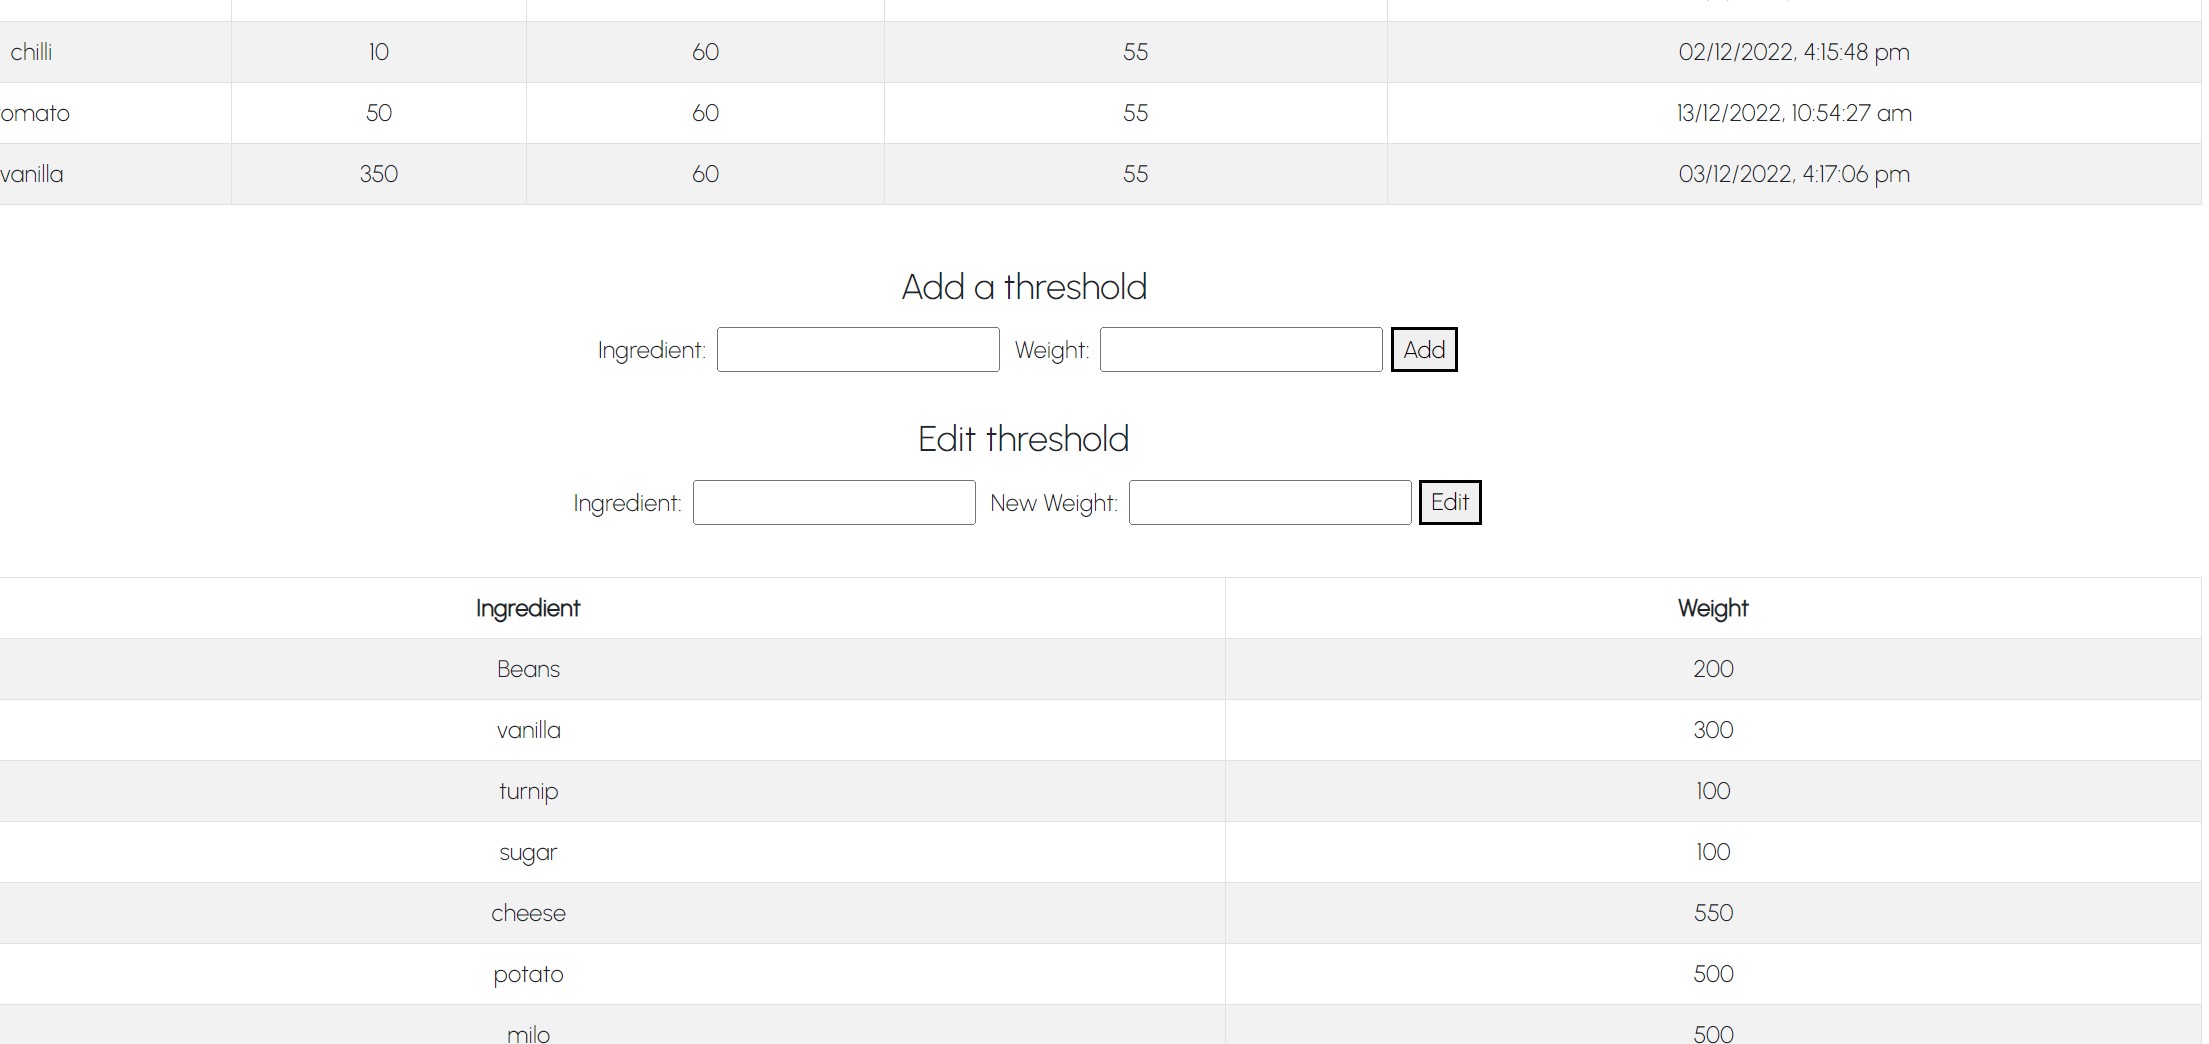 chilli 10 60 55 02/12/2022, 4:15:48 pm
omato 50 60 55 13/12/2022, 10:54:27 am
vanilla 350 60 55 03/12/2022, 4:17:06 pm
Add a threshold
Ingredient: Weight: Add
Edit threshold
Ingredient: New Weight: Edit
Ingredient Weight
Beans 200
vanilla 300
turnip 100
sugar 100
cheese 550
potato 500
milo 500